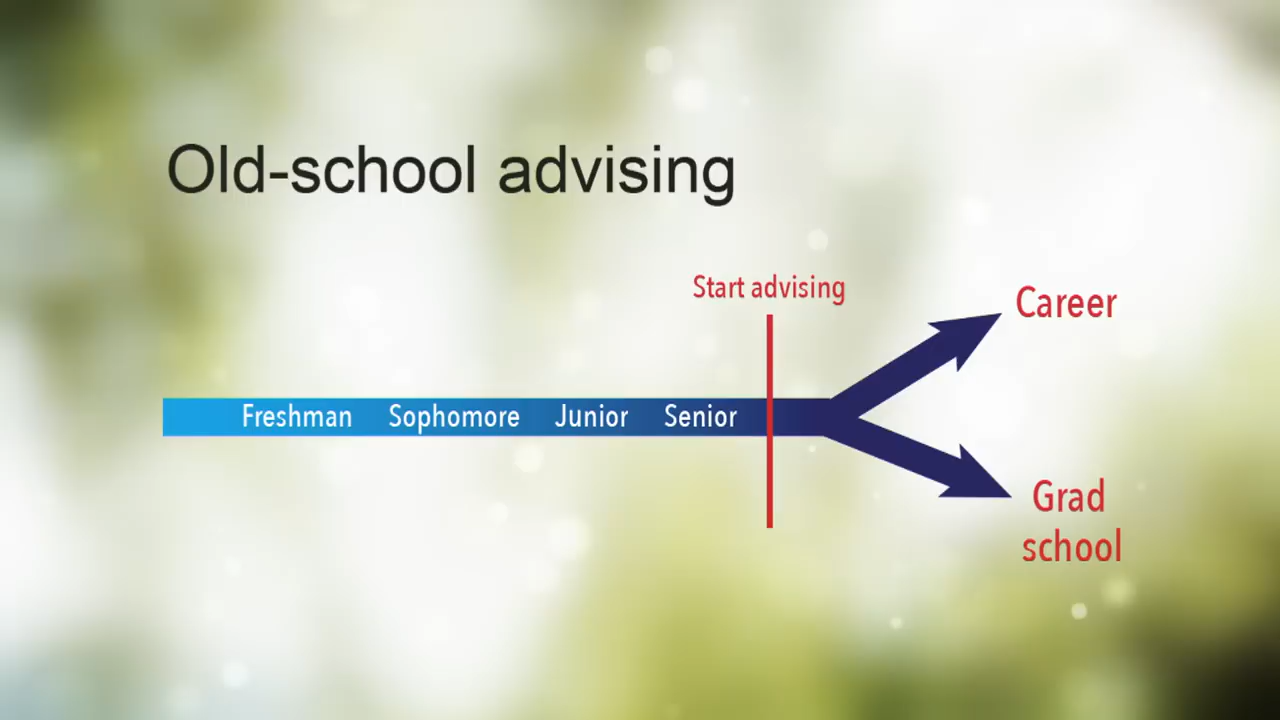 Old-school advising
Start advising
Career
Freshman Sophomore Junior Senior
Grad
school